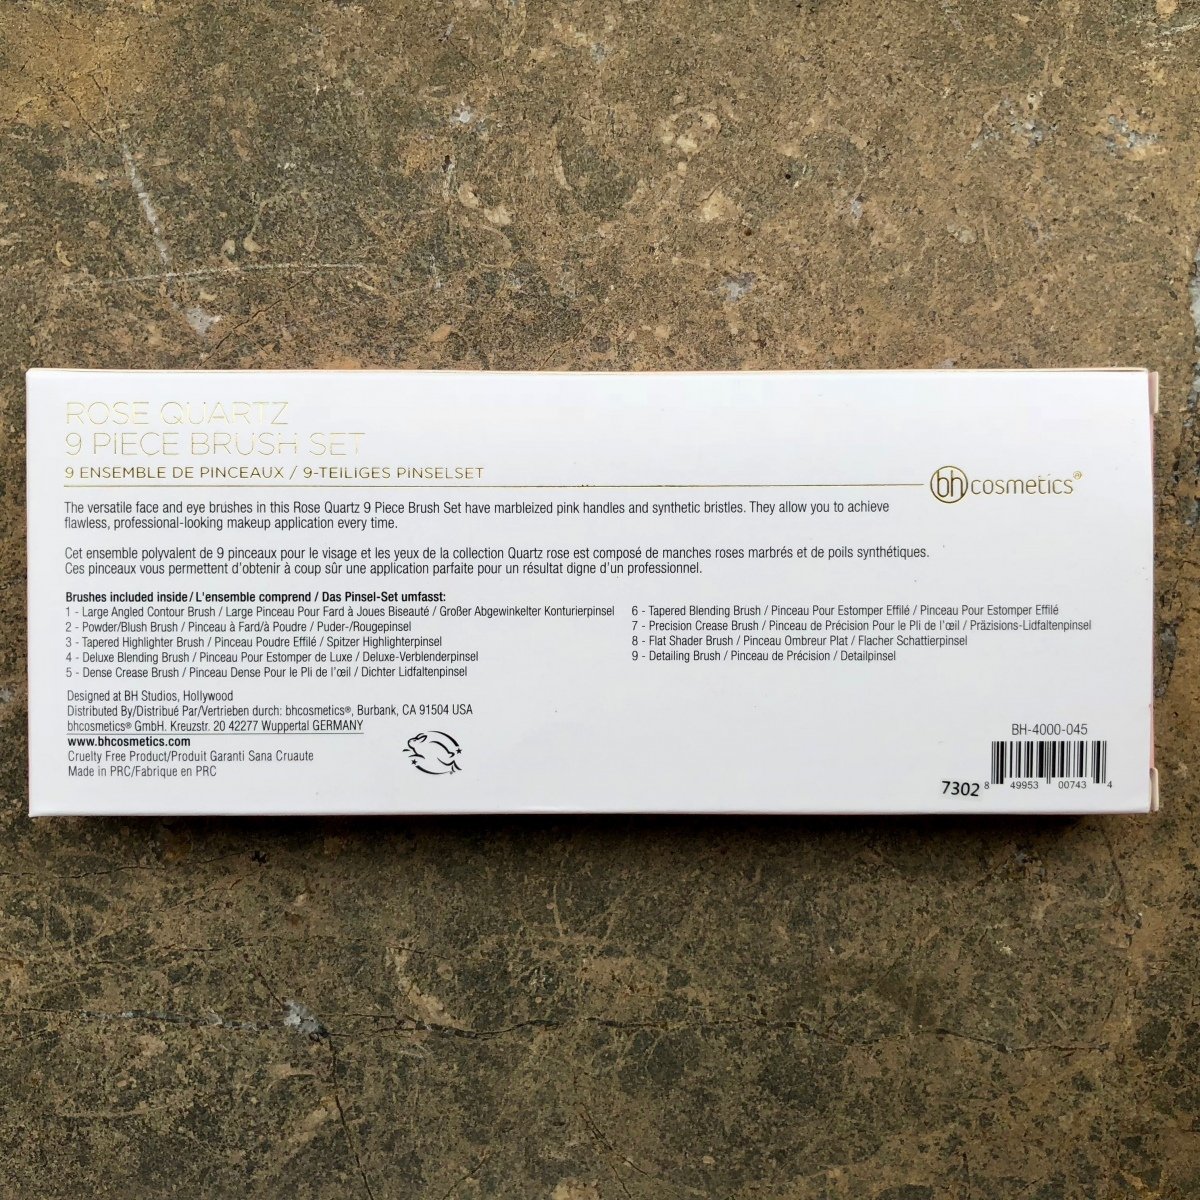 ROSE QUARTZ
9 PIECE BRUSH SET
9 ENSEMBLE DE PINCEAUX / 9-TEILIGES PINSELSET
bh cosmetics®
The versatile face and eye brushes in this Rose Quartz 9 Piece Brush Set have marbleized pink handles and synthetic bristles. They allow you to achieve
flawless, professional-looking makeup application every time.
Cet ensemble polyvalent de 9 pinceaux pour le visage et les yeux de la collection Quartz rose est composé de manches roses marbrés et de poils synthétiques.
Ces pinceaux vous permettent d'obtenir à coup sûr une application parfaite pour un résultat digne d'un professionnel.
Brushes included inside / L'ensemble comprend / Das Pinsel-Set umfasst:
1 - Large Angled Contour Brush / Large Pinceau Pour Fard à Joues Biseauté / Großer Abgewinkelter Konturierpinsel
2 - Powder/Blush Brush / Pinceau à Fard/à Poudre / Puder-/Rougepinsel
3 - Tapered Highlighter Brush / Pinceau Poudre Effilé / Spitzer Highlighterpinsel
4 - Deluxe Blending Brush / Pinceau Pour Estomper de Luxe / Deluxe-Verblenderpinsel
5 - Dense Crease Brush / Pinceau Dense Pour le Pli de l'œil / Dichter Lidfaltenpinsel
6 - Tapered Blending Brush / Pinceau Pour Estomper Effilé / Pinceau Pour Estomper Effilé
7 - Precision Crease Brush / Pinceau de Précision Pour le Pli de l'œil / Präzisions-Lidfaltenpinsel
8 - Flat Shader Brush / Pinceau Ombreur Plat / Flacher Schattierpinsel
9 - Detailing Brush / Pinceau de Précision / Detailpinsel
Designed at BH Studios, Hollywood
Distributed By/Distribué Par/Vertrieben durch: bhcosmetics®, Burbank, CA 91504 USA
bhcosmetics® GmbH. Kreuzstr. 20 42277 Wuppertal GERMANY
www.bhcosmetics.com
Cruelty Free Product/Produit Garanti Sana Cruaute
Made in PRC/Fabrique en PRC
BH-4000-045
7302
8 49953 00743 4